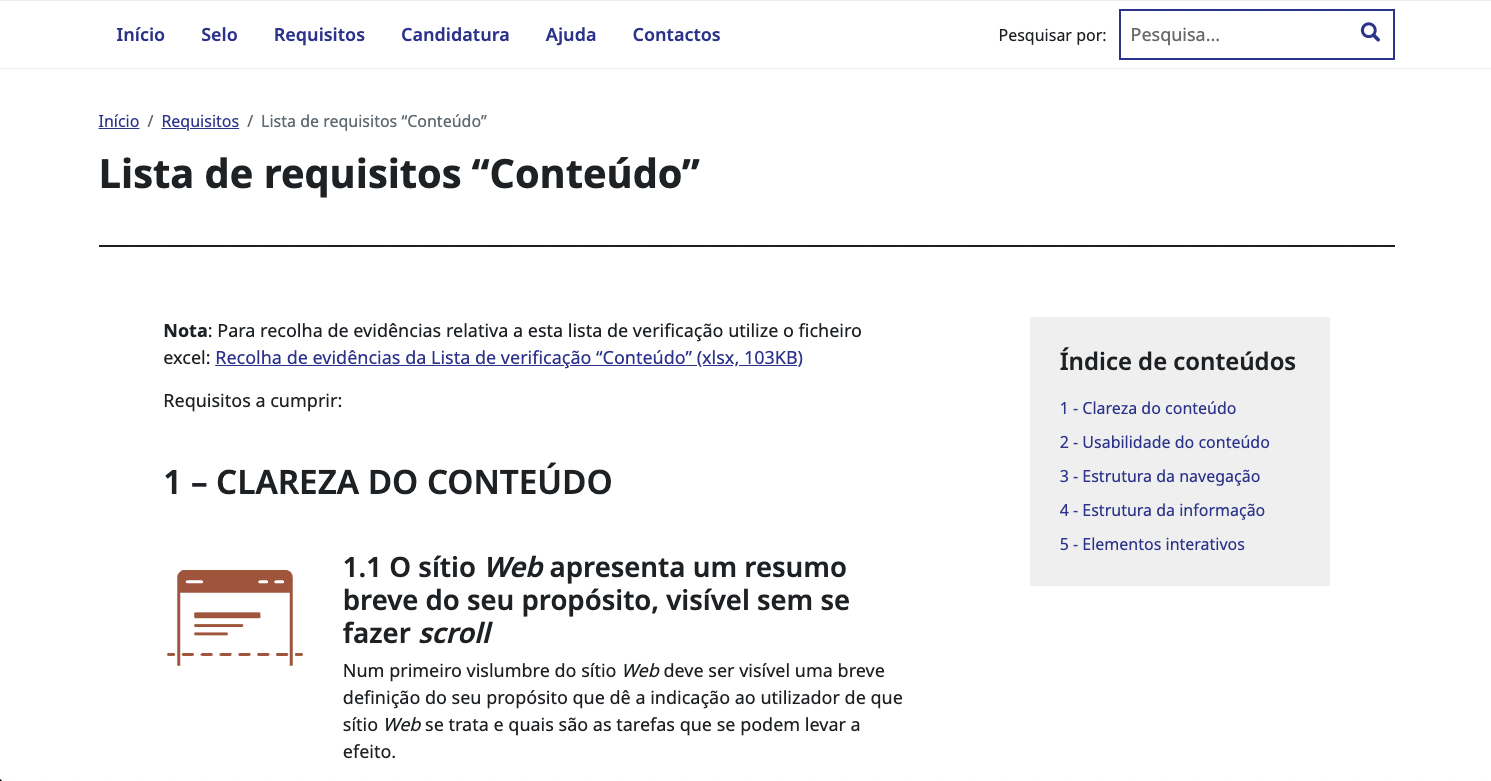 Início Selo Requisitos Candidatura Ajuda Contactos Pesquisar por: Pesquisa...
Início / Requisitos / Lista de requisitos “Conteúdo”
Lista de requisitos “Conteúdo”
Nota: Para recolha de evidências relativa a esta lista de verificação utilize o ficheiro
excel: Recolha de evidências da Lista de verificação “Conteúdo” (xlsx, 103KB)
Requisitos a cumprir:
1 – CLAREZA DO CONTEÚDO
1.1 O sítio Web apresenta um resumo
breve do seu propósito, visível sem se
fazer scroll
Num primeiro vislumbre do sítio Web deve ser visível uma breve
definição do seu propósito que dê a indicação ao utilizador de que
sítio Web se trata e quais são as tarefas que se podem levar a
efeito.
Índice de conteúdos
1 - Clareza do conteúdo
2 - Usabilidade do conteúdo
3 - Estrutura da navegação
4 - Estrutura da informação
5 - Elementos interativos